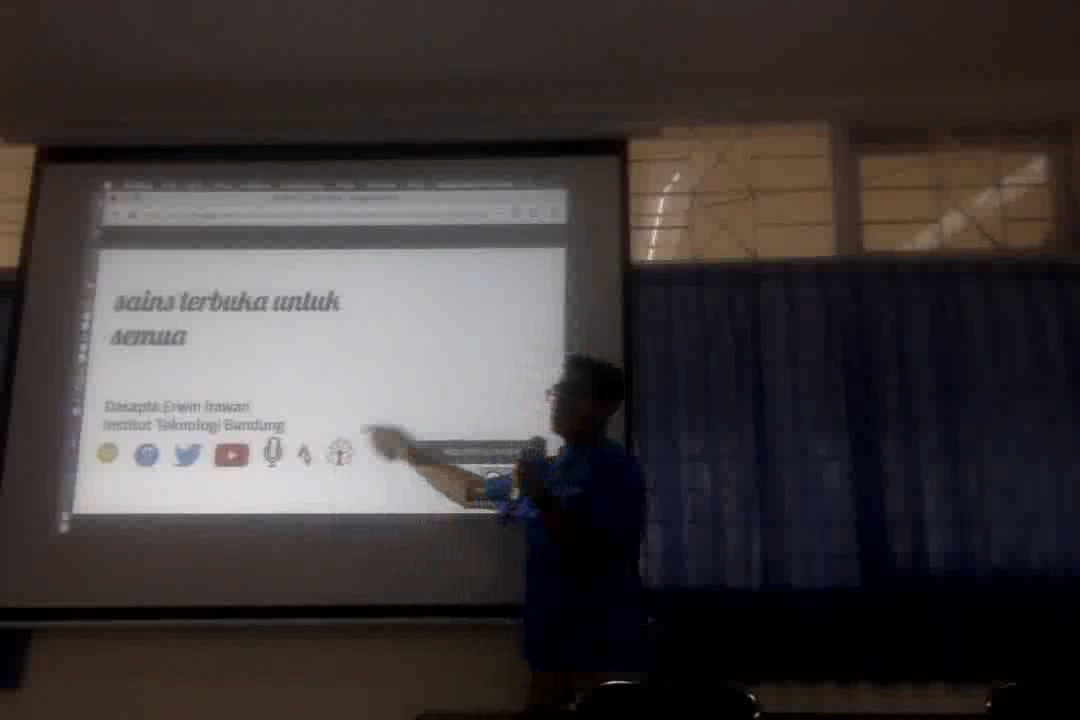 sains terbuka untuk
semua
Dasapta Erwin Irawan
Institut Teknologi Bandung